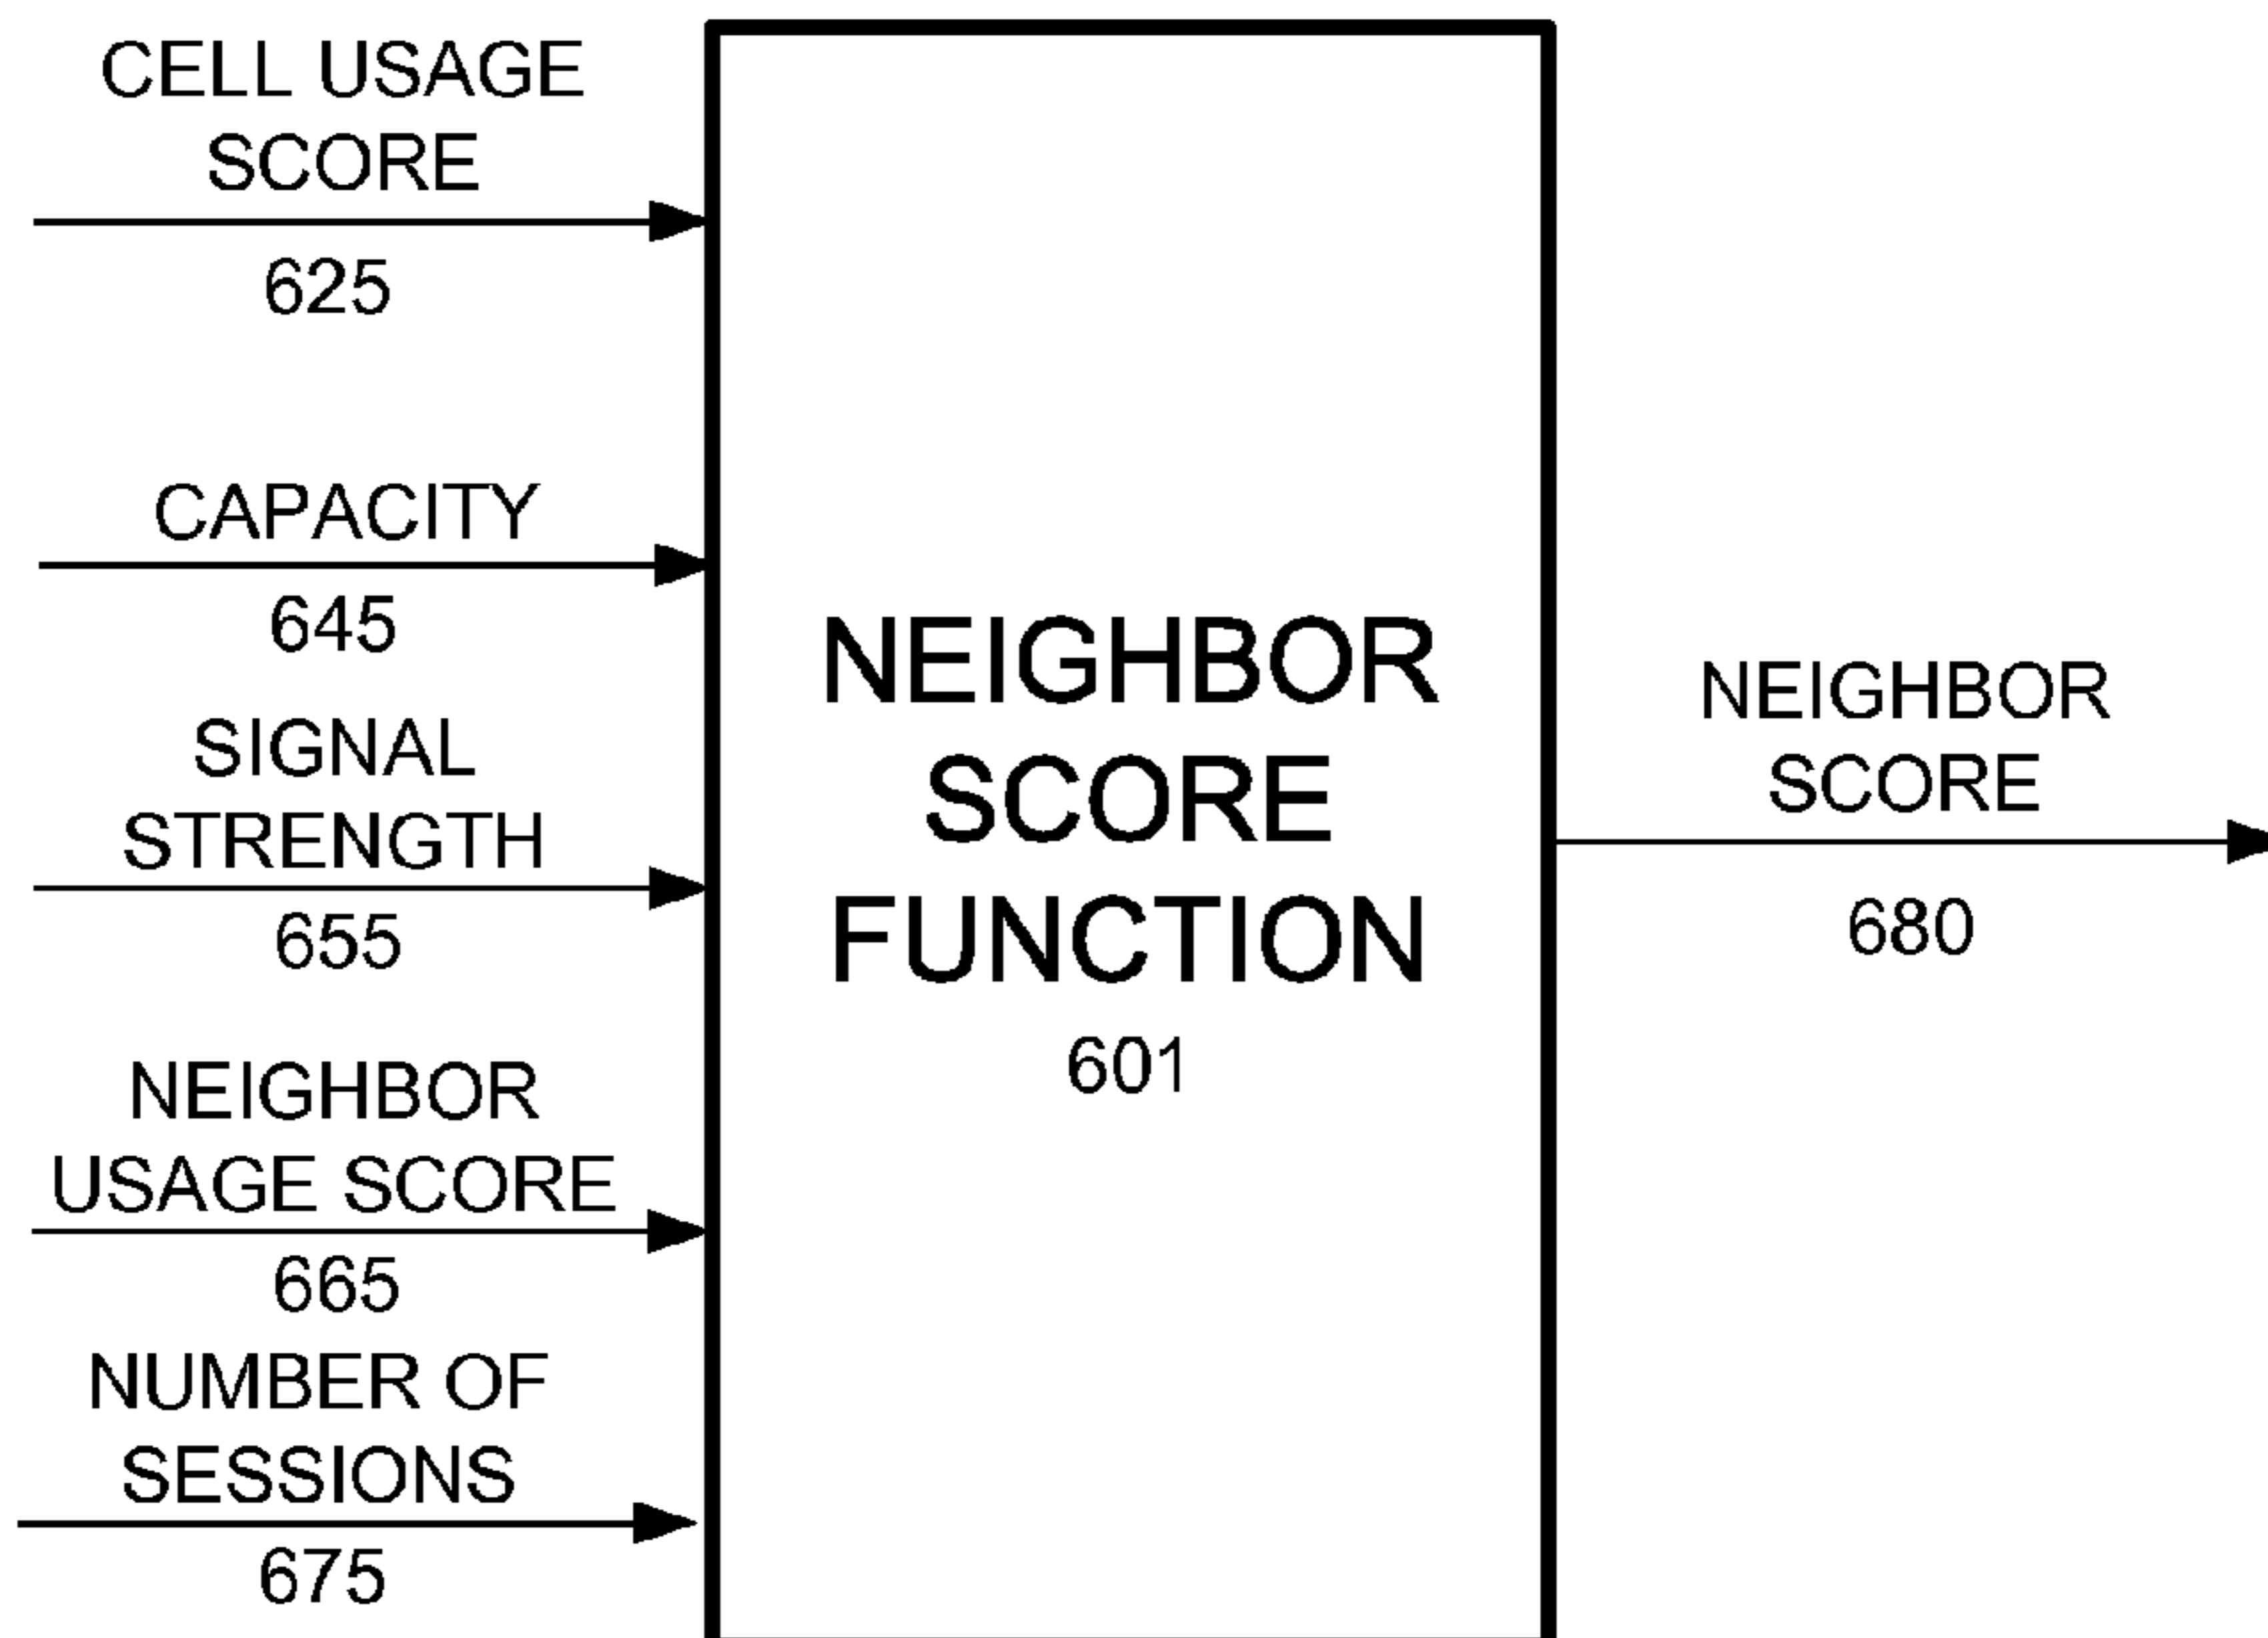 CELL USAGE
SCORE
625
CAPACITY
645
SIGNAL
STRENGTH
655
NEIGHBOR
USAGE SCORE
665
NUMBER OF
SESSIONS
675
NEIGHBOR
SCORE
FUNCTION
601
NEIGHBOR
SCORE
680